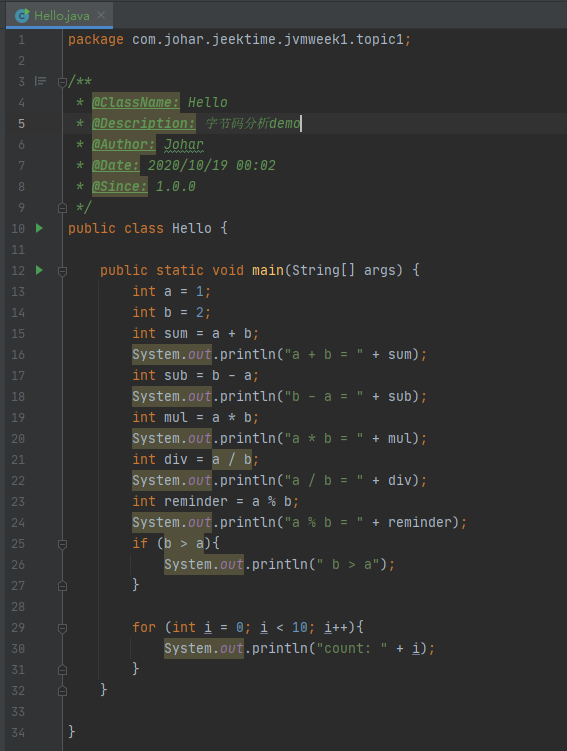 Hello.java
1 package com.johar.jeektime.jvmweek1.topic1;
2
3 /**
4 * @ClassName: Hello
5 * @Description: 字节码分析demo
6 * @Author: Johar
7 * @Date: 2020/10/19 00:02
8 * @Since: 1.0.0
9 */
10 public class Hello {
11
12 public static void main(String[] args) {
13 int a = 1;
14 int b = 2;
15 int sum = a + b;
16 System.out.println("a + b = " + sum);
17 int sub = b - a;
18 System.out.println("b - a = " + sub);
19 int mul = a * b;
20 System.out.println("a * b = " + mul);
21 int div = a / b;
22 System.out.println("a / b = " + div);
23 int reminder = a % b;
24 System.out.println("a % b = " + reminder);
25 if (b > a){
26 System.out.println(" b > a");
27 }
28
29 for (int i = 0; i < 10; i++){
30 System.out.println("count: " + i);
31 }
32 }
33
34 }